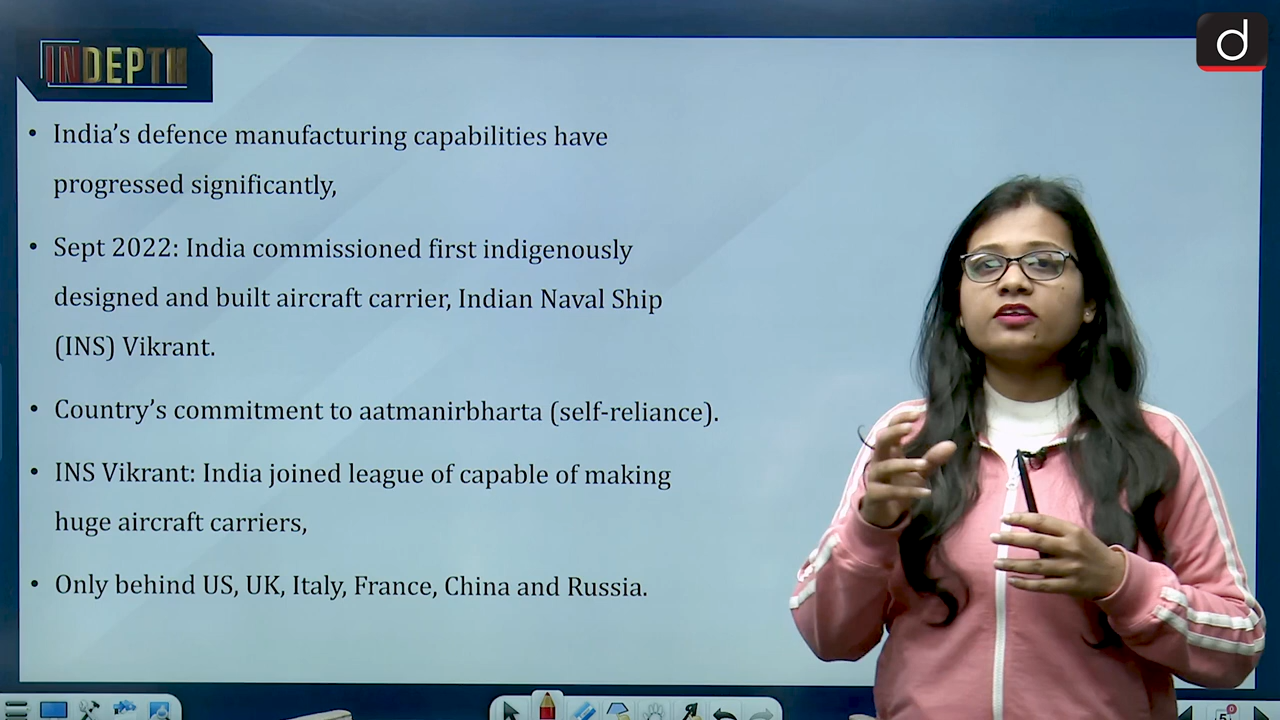 INDEPTH
d
• India’s defence manufacturing capabilities have
progressed significantly,
• Sept 2022: India commissioned first indigenously
designed and built aircraft carrier, Indian Naval Ship
(INS) Vikrant.
• Country’s commitment to aatmanirbharta (self-reliance).
• INS Vikrant: India joined league of capable of making
huge aircraft carriers,
• Only behind US, UK, Italy, France, China and Russia.
5
0